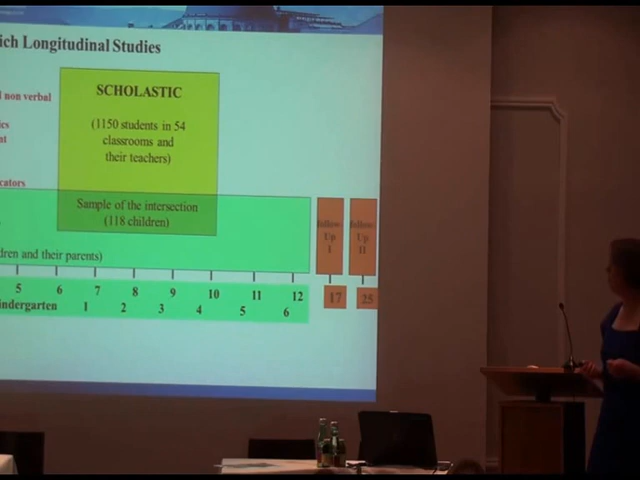 ich Longitudinal Studies
l non verbal
SCHOLASTIC
(1150 students in 54
classrooms and
their teachers)
ics
nt
icators
Sample of the intersection
(118 children)
dren and their parents)
Follow
Up
I
Follow
Up
II
5 6 7 8 9 10 11 12
17 25
indergarten 1 2 3 4 5 6